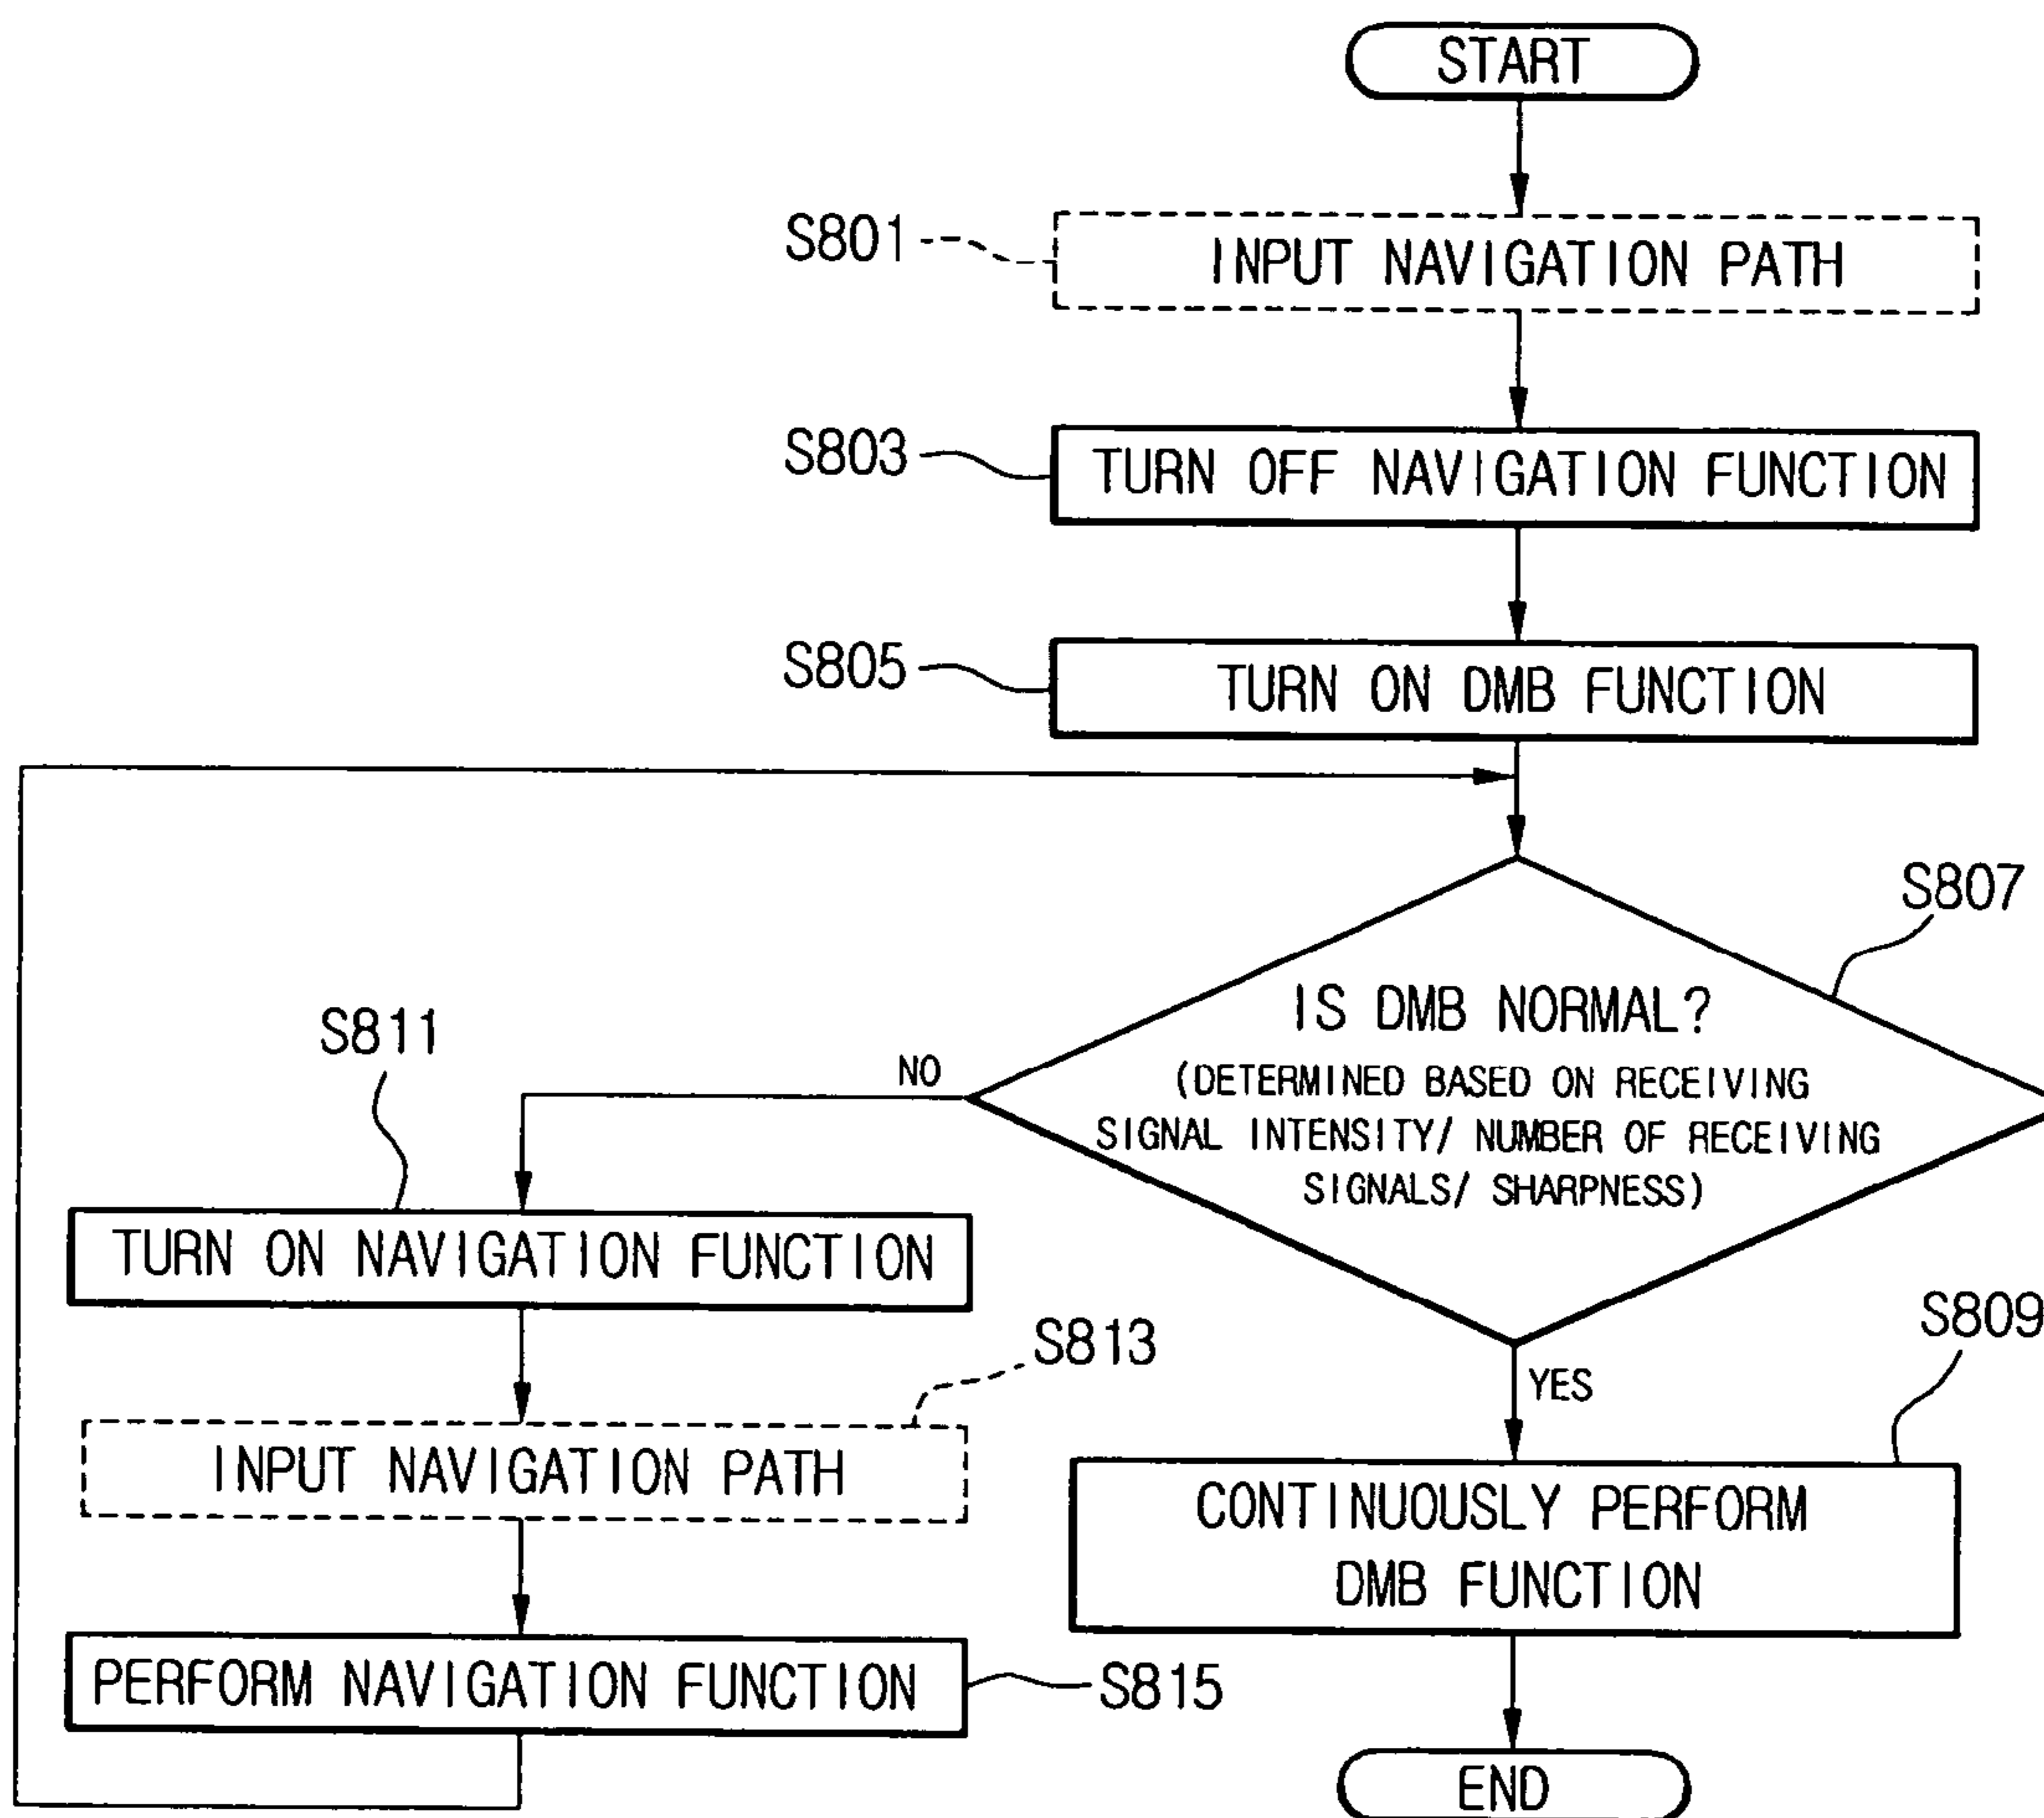 START
S801
INPUT NAVIGATION PATH
S803
TURN OFF NAVIGATION FUNCTION
S805
TURN ON DMB FUNCTION
S807
IS DMB NORMAL?
(DETERMINED BASED ON RECEIVING
SIGNAL INTENSITY/ NUMBER OF RECEIVING
SIGNALS/ SHARPNESS)
NO
YES
S811
TURN ON NAVIGATION FUNCTION
S813
INPUT NAVIGATION PATH
PERFORM NAVIGATION FUNCTION
S815
S809
CONTINUOUSLY PERFORM
DMB FUNCTION
END